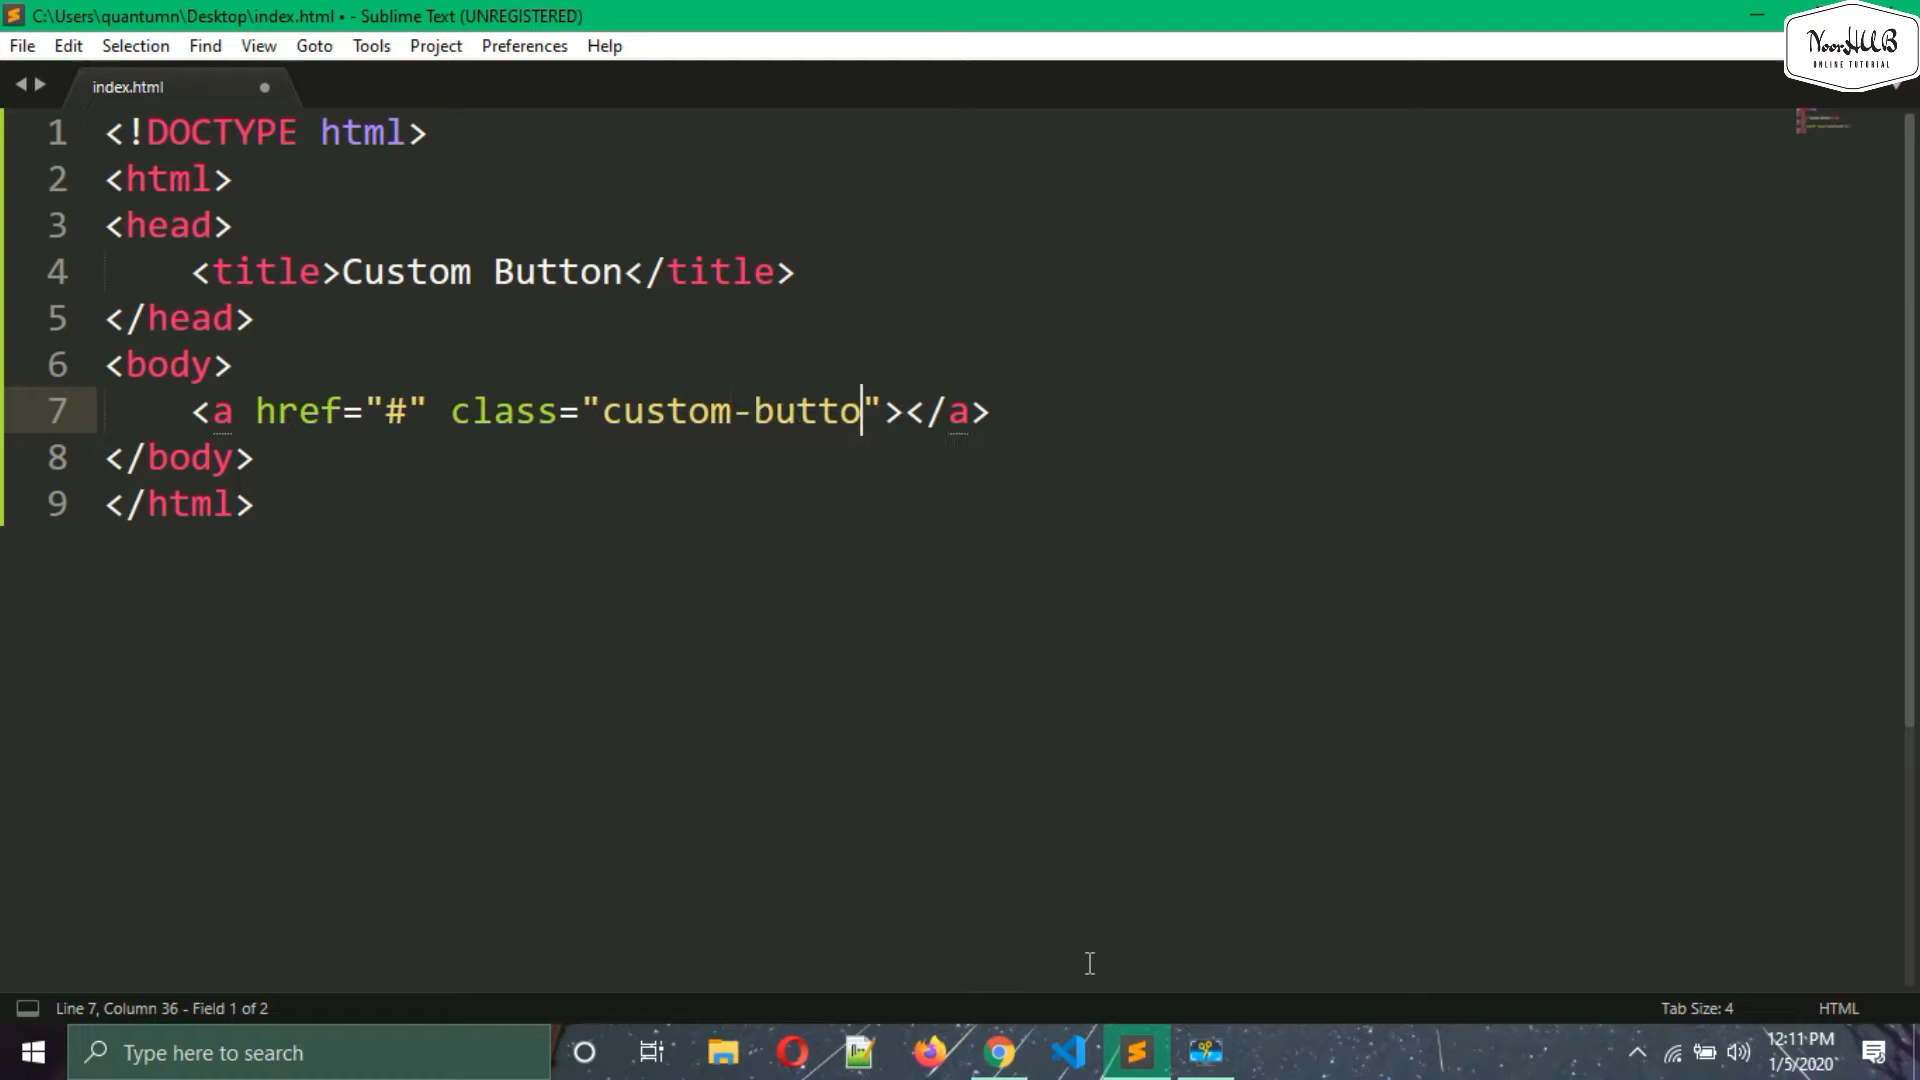 C:\Users\quantumn\Desktop\index.html • - Sublime Text (UNREGISTERED)
File Edit Selection Find View Goto Tools Project Preferences Help
NoorHUB
ONLINE TUTORIAL
index.html
1 <!DOCTYPE html>
2 <html>
3 <head>
4 <title>Custom Button</title>
5 </head>
6 <body>
7 <a href="#" class="custom-butto"></a>
8 </body>
9 </html>
Line 7, Column 36 - Field 1 of 2
Tab Size: 4
HTML
Type here to search
12:11 PM
1/5/2020